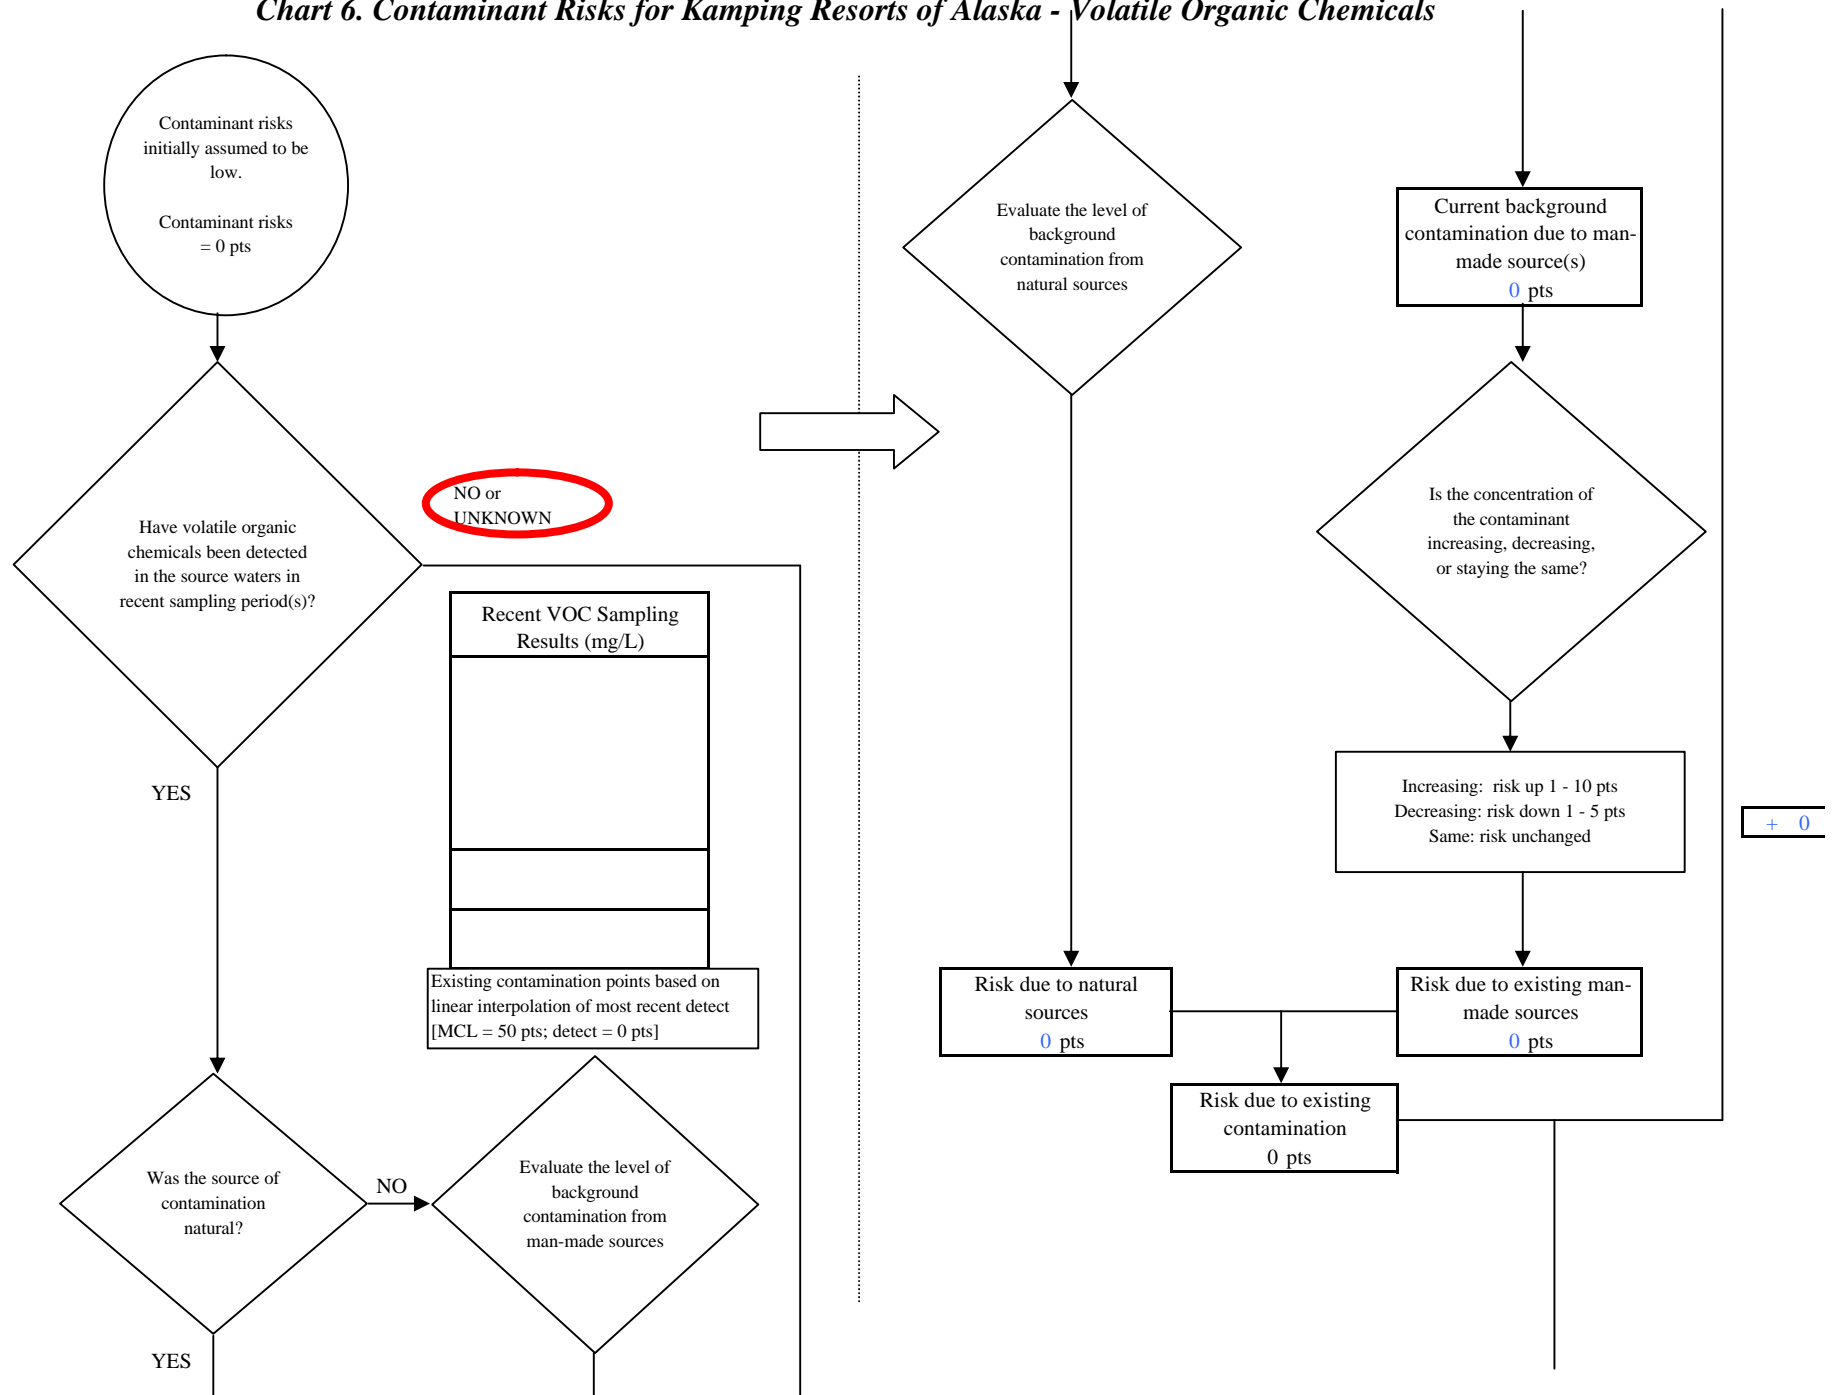 Chart 6. Contaminant Risks for Kamping Resorts of Alaska - Volatile Organic Chemicals
Contaminant risks
initially assumed to be
low.
Contaminant risks
= 0 pts
Have volatile organic
chemicals been detected
in the source waters in
recent sampling period(s)?
NO or
UNKNOWN
YES
Recent VOC Sampling
Results (mg/L)
Existing contamination points based on
linear interpolation of most recent detect
[MCL = 50 pts; detect = 0 pts]
Was the source of
contamination
natural?
NO
YES
Evaluate the level of
background
contamination from
man-made sources
Evaluate the level of
background
contamination from
natural sources
Current background
contamination due to man-
made source(s)
0 pts
Is the concentration of
the contaminant
increasing, decreasing,
or staying the same?
Increasing: risk up 1 - 10 pts
Decreasing: risk down 1 - 5 pts
Same: risk unchanged
+ 0
Risk due to natural
sources
0 pts
Risk due to existing man-
made sources
0 pts
Risk due to existing
contamination
0 pts